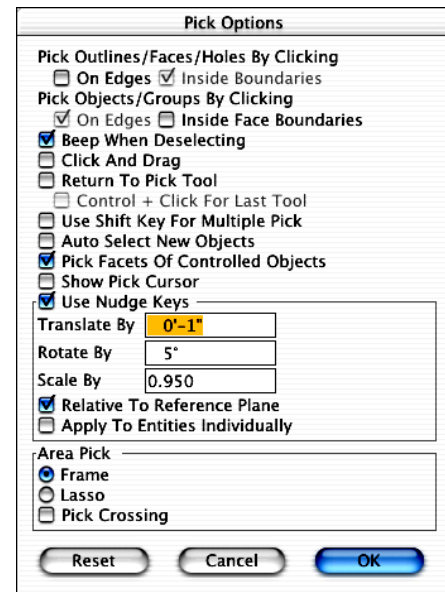 Pick Options
Pick Outlines/Faces/Holes By Clicking
On Edges Inside Boundaries
Pick Objects/Groups By Clicking
On Edges Inside Face Boundaries
Beep When Deselecting
Click And Drag
Return To Pick Tool
Control + Click For Last Tool
Use Shift Key For Multiple Pick
Auto Select New Objects
Pick Facets Of Controlled Objects
Show Pick Cursor
Use Nudge Keys
Translate By 0'-1"
Rotate By 5°
Scale By 0.950
Relative To Reference Plane
Apply To Entities Individually
Area Pick
Frame
Lasso
Pick Crossing
Reset Cancel OK